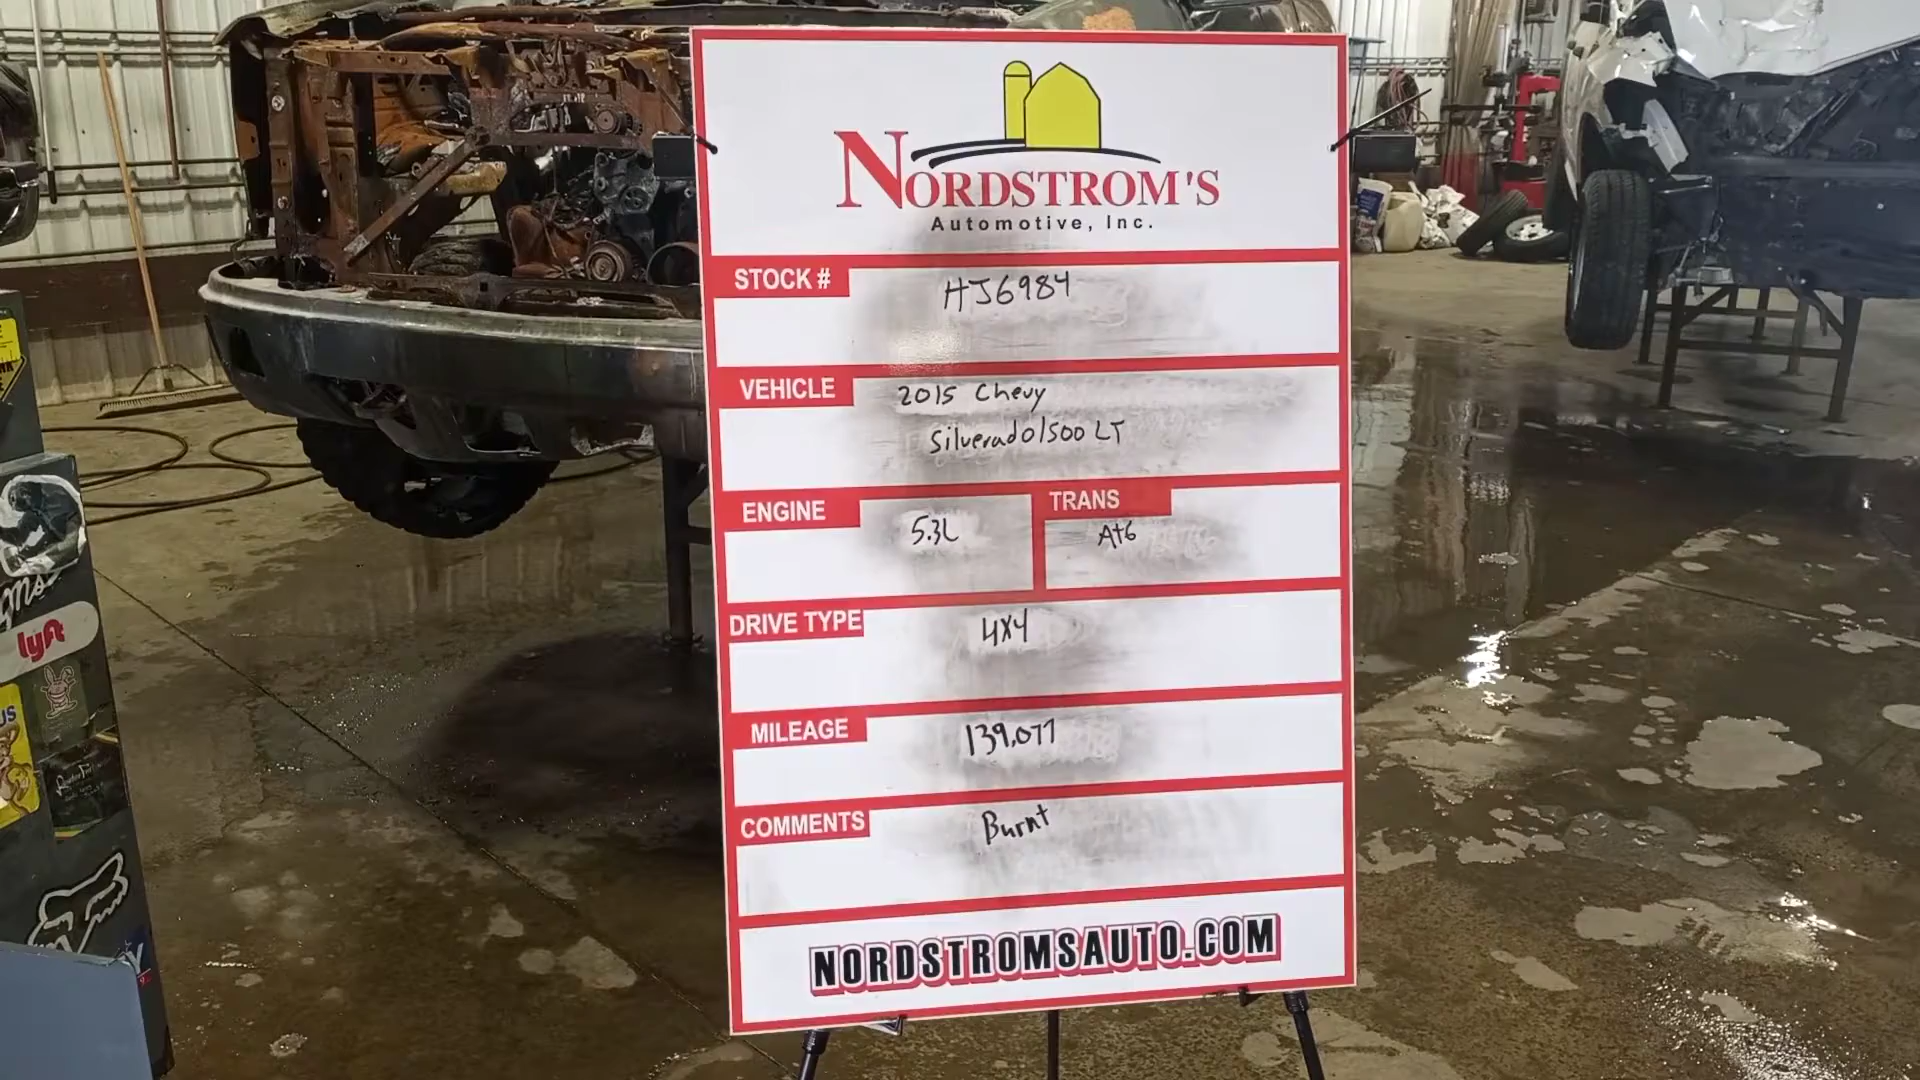 NORDSTROM'S
Automotive, Inc.
STOCK #
HJ6984
VEHICLE
2015 Chevy
Silverado1500 LT
ENGINE
5.3L
TRANS
At6
DRIVE TYPE
4X4
MILEAGE
139,077
COMMENTS
Burnt
NORDSTROMSAUTO.COM
lyft